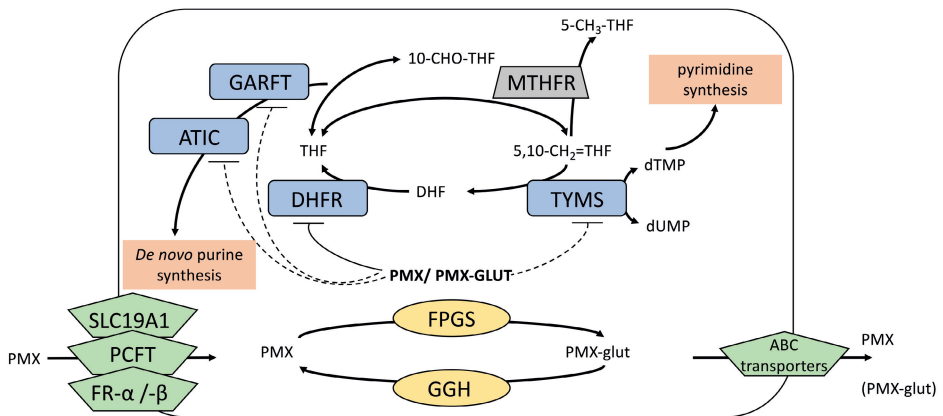 5-CH3-THF
10-CHO-THF
GARFT
MTHFR
pyrimidine
synthesis
ATIC
THF
5,10-CH2=THF
dTMP
DHFR
DHF
TYMS
dUMP
De novo purine
synthesis
PMX/ PMX-GLUT
SLC19A1
FPGS
PMX
PCFT
PMX
PMX-glut
ABC
transporters
PMX
FR-α /-β
GGH
(PMX-glut)